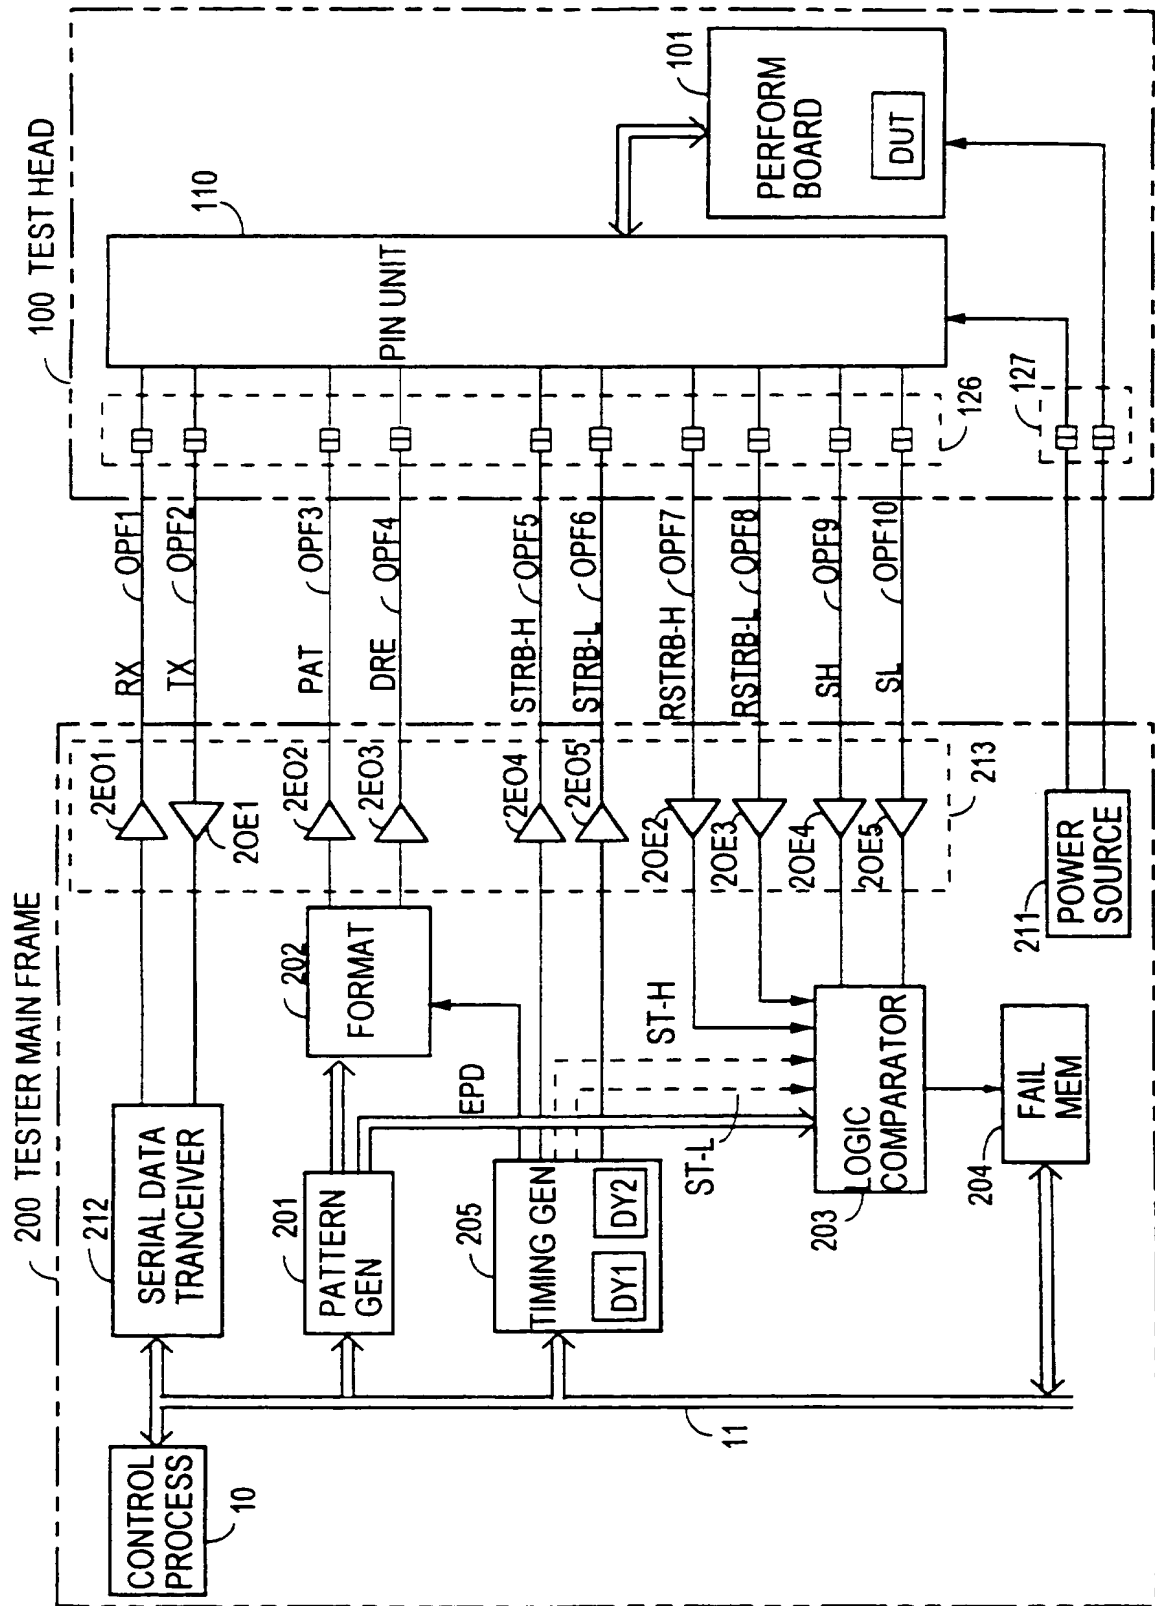 100 TEST HEAD
101
PERFORM
BOARD
DUT
110
PIN UNIT
126
127
RX
OPF1
TX
OPF2
PAT
OPF3
DRE
OPF4
STRB-H
OPF5
STRB-L
OPF6
RSTRB-H
OPF7
RSTRB-L
OPF8
SH
OPF9
SL
OPF10
200 TESTER MAIN FRAME
2EO1
2OE1
2EO2
2EO3
2EO4
2EO5
2OE2
2OE3
2OE4
2OE5
213
212
SERIAL DATA
TRANCEIVER
202
FORMAT
201
PATTERN
GEN
EPD
205
TIMING GEN
DY1
DY2
ST-H
ST-L
LOGIC
COMPARATOR
203
204
FAIL
MEM
211
POWER
SOURCE
CONTROL
PROCESS
10
11